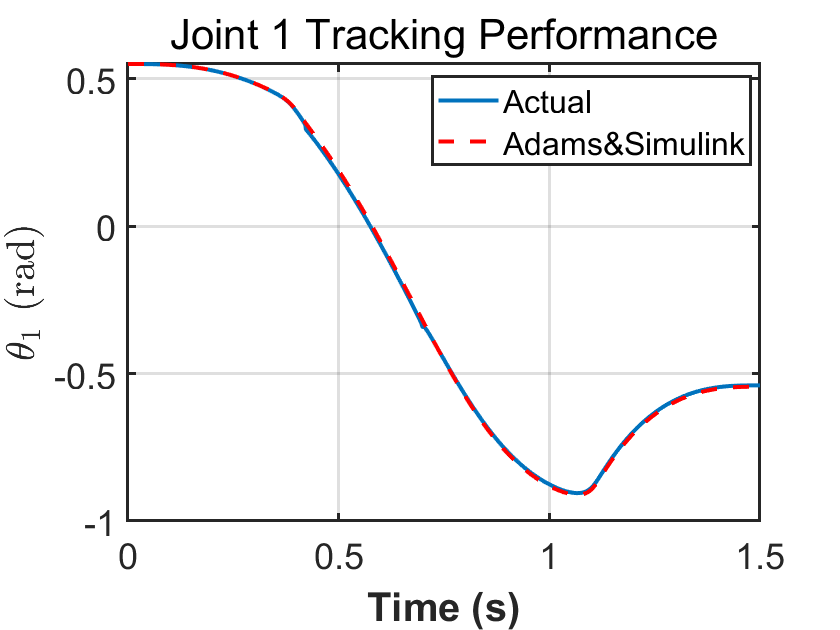 Joint 1 Tracking Performance
0.5
0
-0.5
-1
θ₁ (rad)
Actual
Adams&Simulink
0
0.5
1
1.5
Time (s)